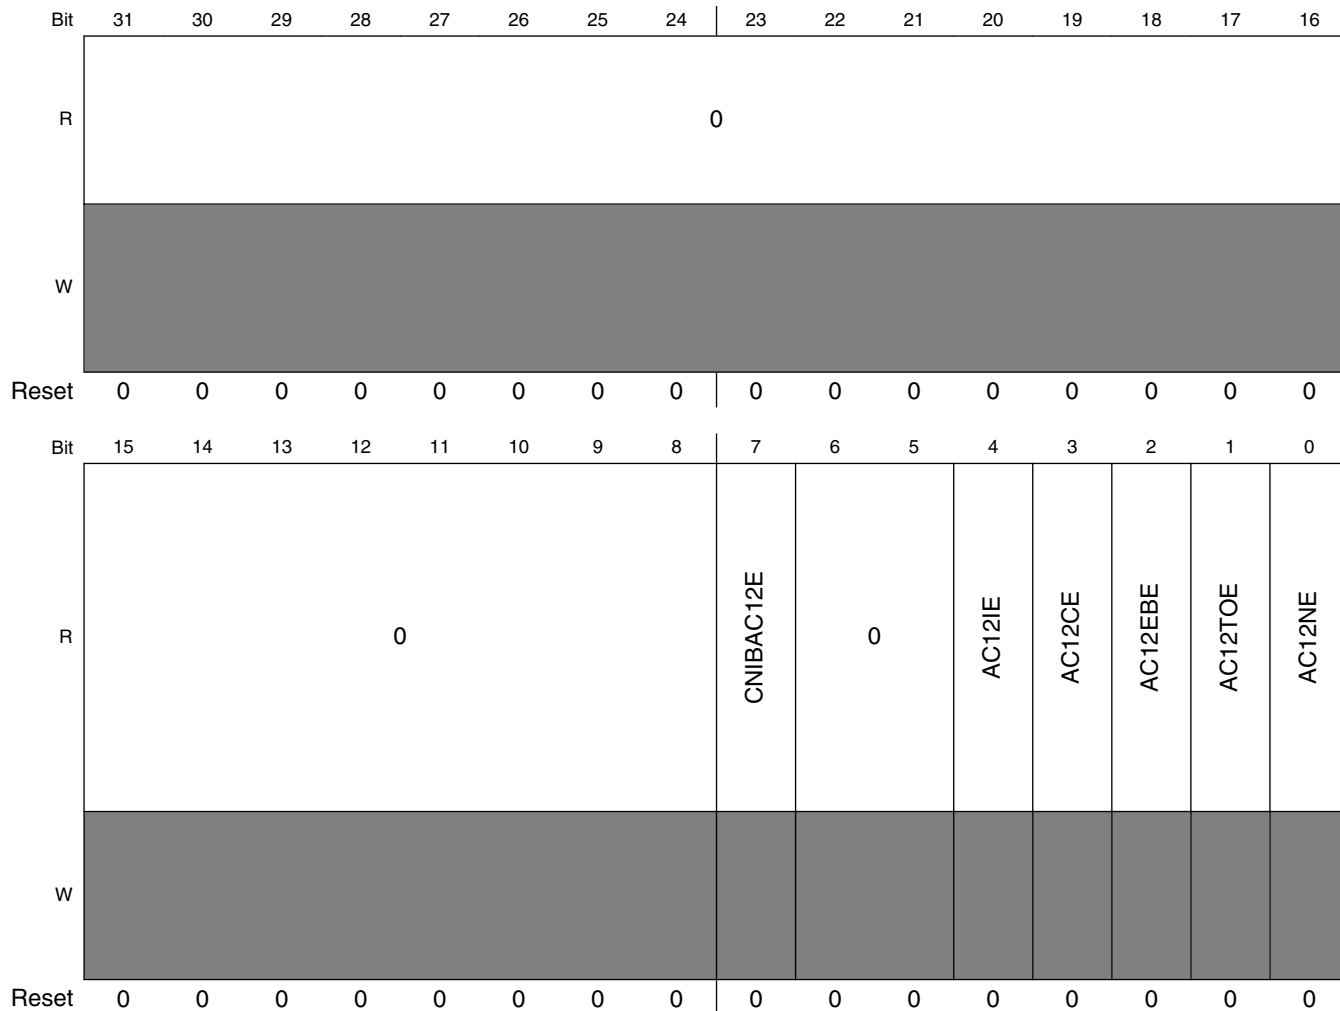 Bit 31 30 29 28 27 26 25 24 23 22 21 20 19 18 17 16
R 0
W
Reset 0 0 0 0 0 0 0 0 0 0 0 0 0 0 0 0
Bit 15 14 13 12 11 10 9 8 7 6 5 4 3 2 1 0
R 0 CNIBAC12E 0 AC12IE AC12CE AC12EBE AC12TOE AC12NE
W
Reset 0 0 0 0 0 0 0 0 0 0 0 0 0 0 0 0